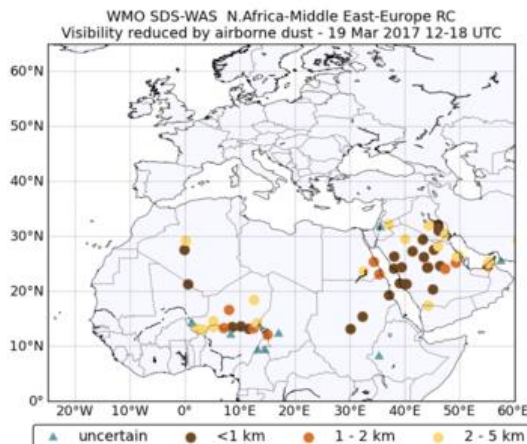 WMO SDS-WAS N.Africa-Middle East-Europe RC
Visibility reduced by airborne dust - 19 Mar 2017 12-18 UTC
60°N
50°N
40°N
30°N
20°N
10°N
0°
20°W 10°W 0° 10°E 20°E 30°E 40°E 50°E 60°E
uncertain <1 km 1 - 2 km 2 - 5 km